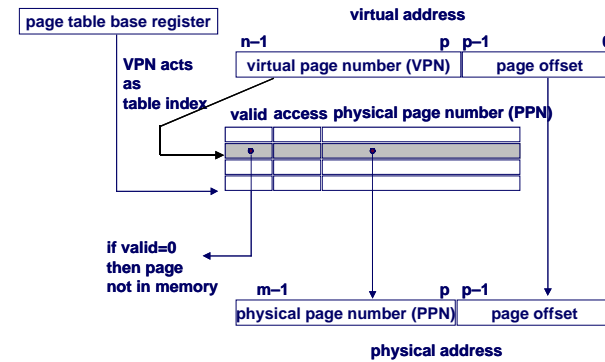 page table base register
virtual address
n–1 p p–1 0
virtual page number (VPN) page offset
VPN acts
as
table index
valid access physical page number (PPN)
if valid=0
then page
not in memory
m–1 p p–1
physical page number (PPN) page offset
physical address